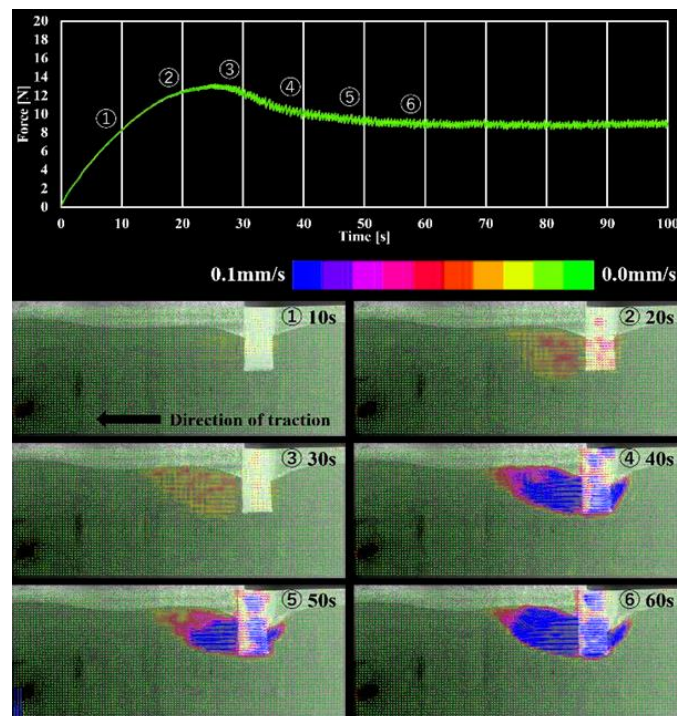 20
18
16
14
12
10
8
6
4
2
0
Force [N]
① ② ③ ④ ⑤ ⑥
0 10 20 30 40 50 60 70 80 90 100
Time [s]
0.1mm/s 0.0mm/s
① 10s
② 20s
Direction of traction
③ 30s
④ 40s
⑤ 50s
⑥ 60s